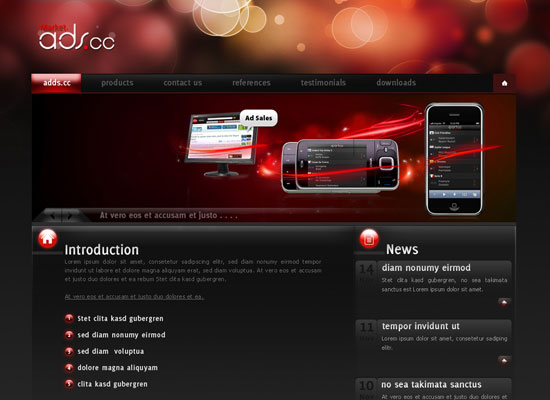 Market
ads.cc
adds.cc products contact us references testimonials downloads
Ad Sales
At vero eos et accusam et justo . . . .
Introduction
Lorem ipsum dolor sit amet, consetetur sadipscing elitr, sed diam nonumy eirmod tempor
invidunt ut labore et dolore magna aliquyam erat, sed diam voluptua. At vero et accusam
et justo duo dolores et ea rebum Stet clita kasd gubergren.
At vero eos et accusam et justo duo dolores et ea.
Stet clita kasd gubergren
sed diam nonumy eirmod
sed diam voluptua
dolore magna aliquyam
clita kasd gubergren
News
14
diam nonumy eirmod
Stet clita kasd gubergren, no sea takimata
sanctus est Lorem ipsum dolor sit amet.
11
tempor invidunt ut
Lorem ipsum dolor sit amet, consetetur sadipscing
elitr.
10
no sea takimata sanctus
At vero eos et accusam et justo duo dolores et ea